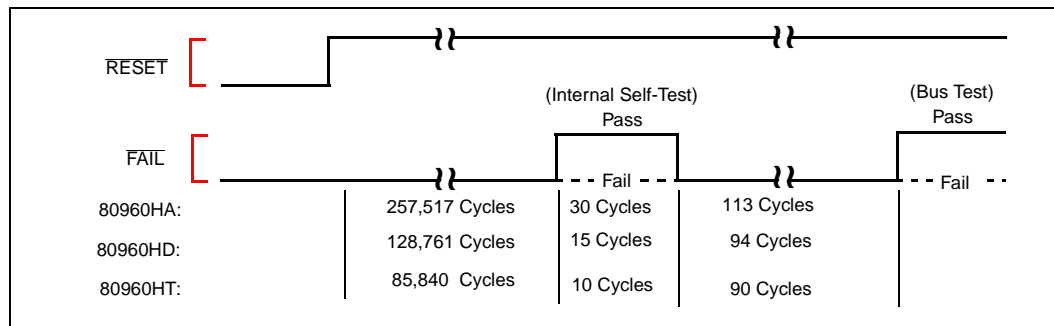 RESET
(Internal Self-Test)
Pass
(Bus Test)
Pass
FAIL
Fail
Fail
80960HA: 257,517 Cycles 30 Cycles 113 Cycles
80960HD: 128,761 Cycles 15 Cycles 94 Cycles
80960HT: 85,840 Cycles 10 Cycles 90 Cycles